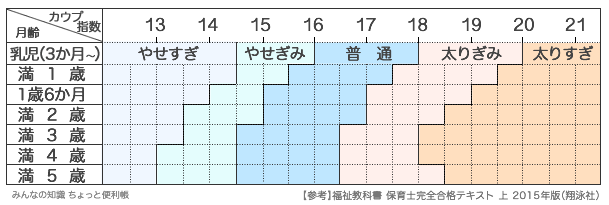 カウプ
指数
月齢
13 14 15 16 17 18 19 20 21
乳児(3か月~) やせすぎ やせぎみ 普 通 太りぎみ 太りすぎ
満 1 歳
1歳6か月
満 2 歳
満 3 歳
満 4 歳
満 5 歳
みんなの知識 ちょっと便利帳 【参考】福祉教科書 保育士完全合格テキスト 上 2015年版(翔泳社)